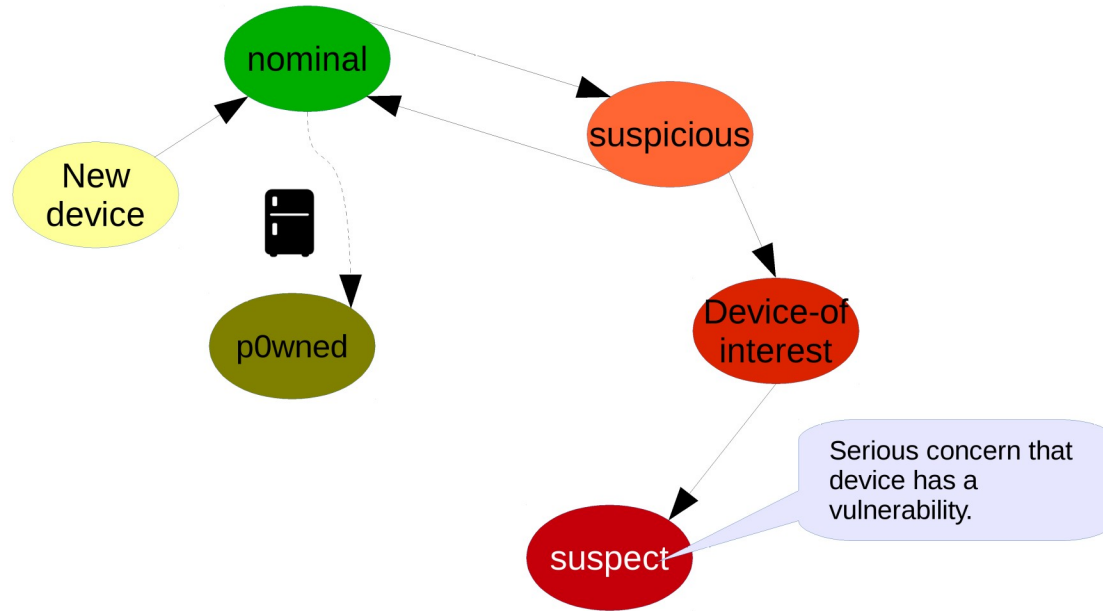 nominal
suspicious
New
device
p0wned
Device-of
interest
Serious concern that
device has a
vulnerability.
suspect